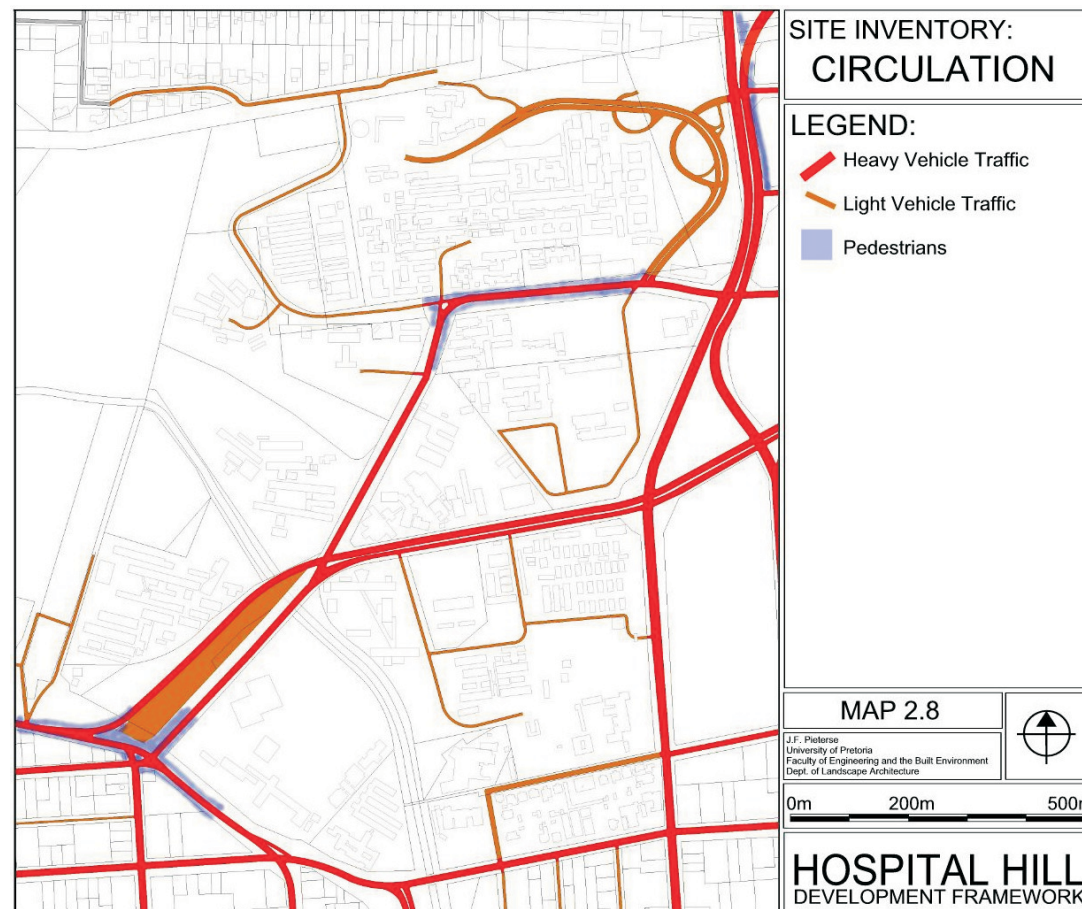 SITE INVENTORY:
CIRCULATION
LEGEND:
Heavy Vehicle Traffic
Light Vehicle Traffic
Pedestrians
MAP 2.8
J.F. Pieterse
University of Pretoria
Faculty of Engineering and the Built Environment
Dept. of Landscape Architecture
0m 200m 500m
HOSPITAL HILL
DEVELOPMENT FRAMEWORK